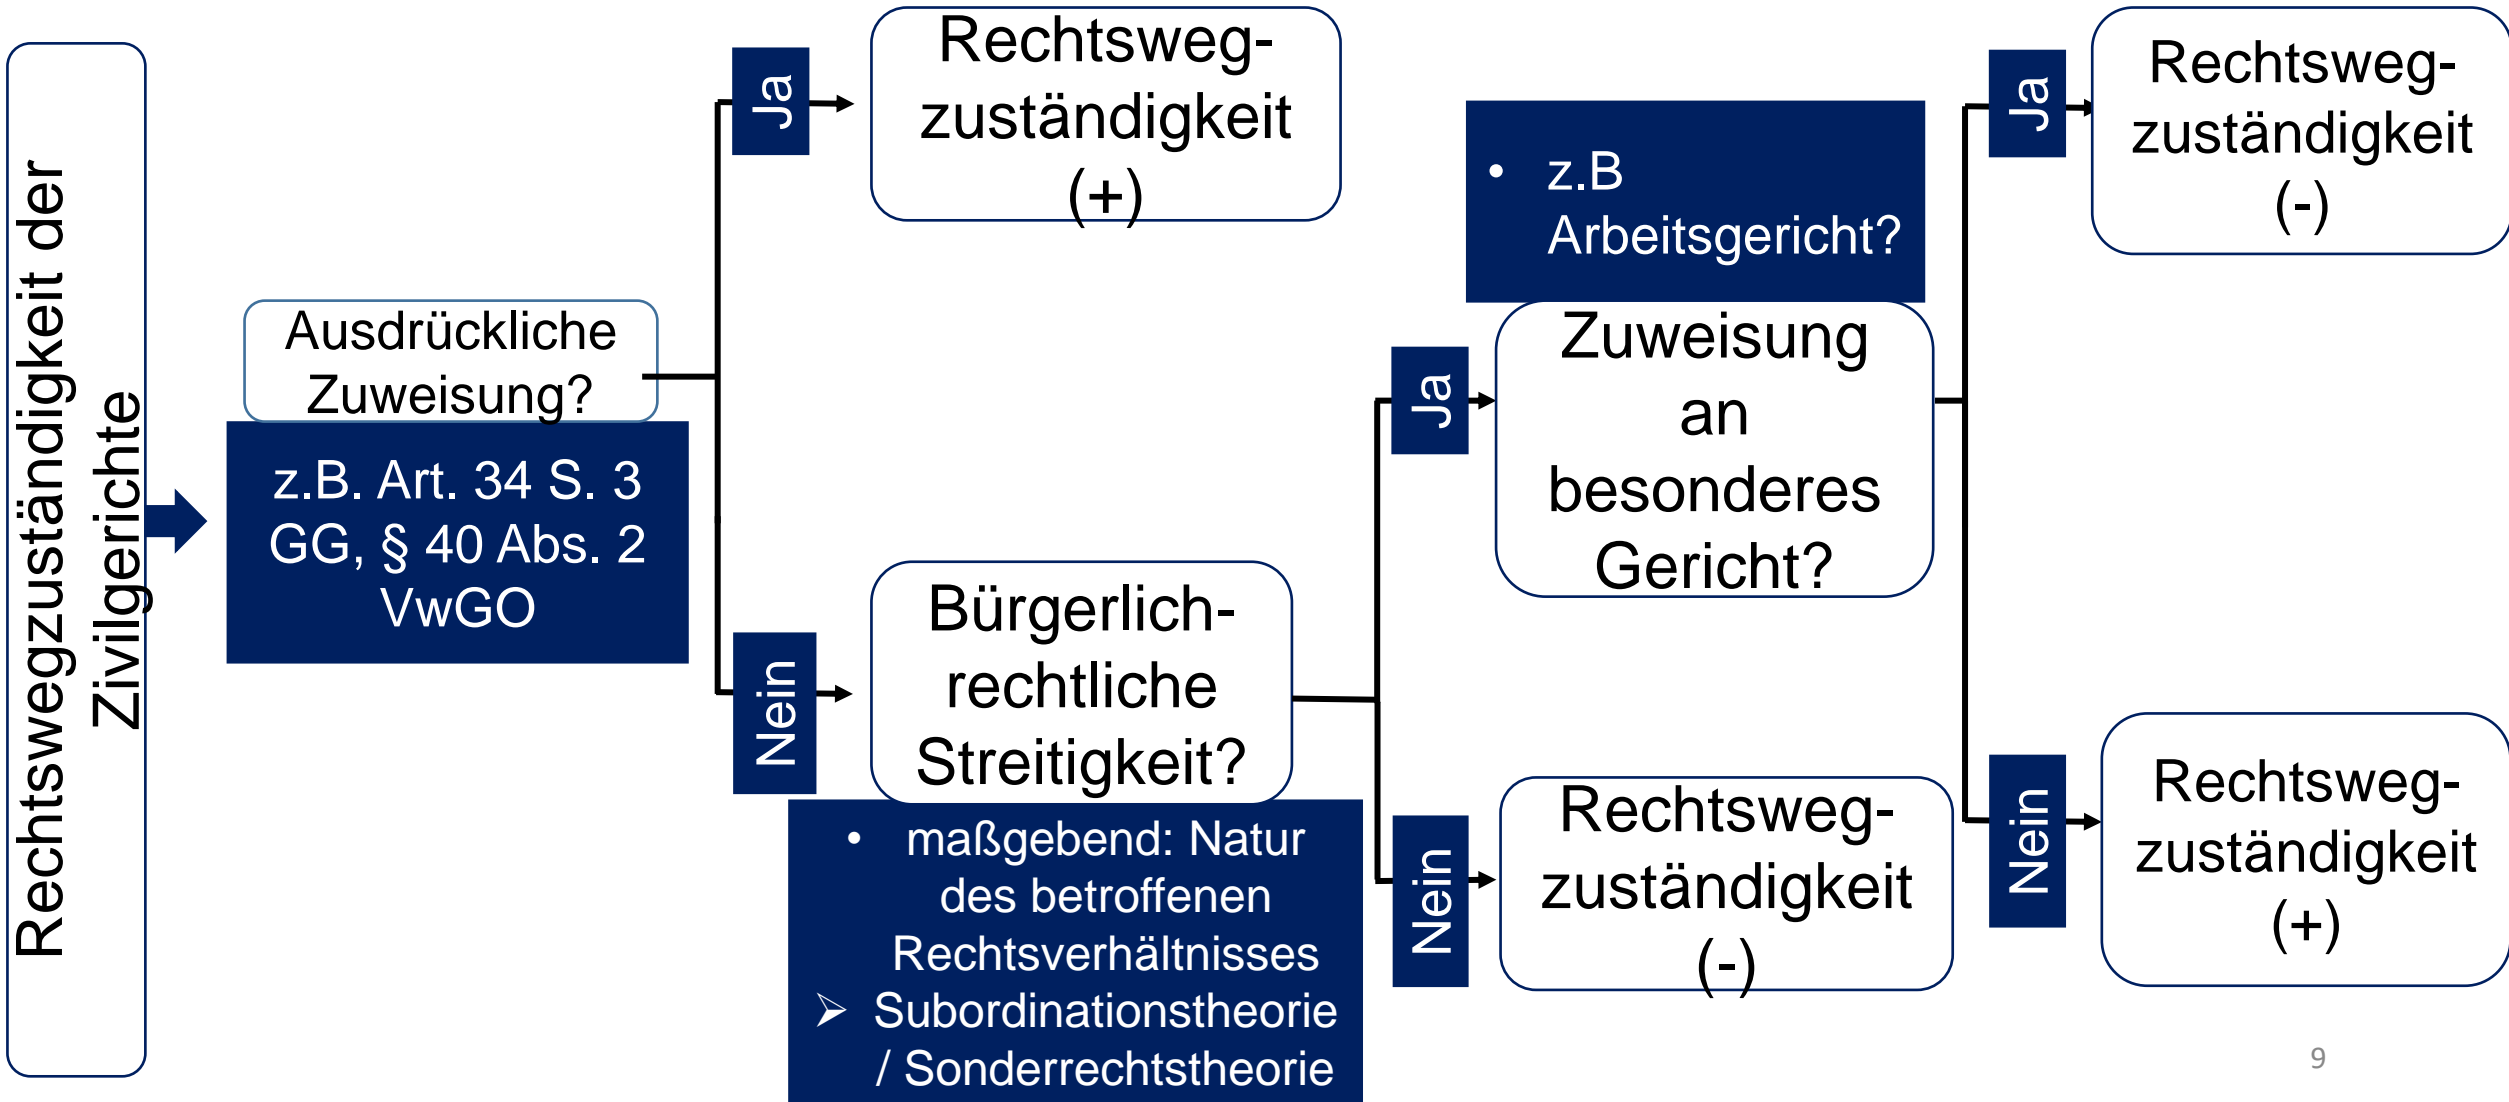 Rechtswegzuständigkeit der
Zivilgerichte
Ausdrückliche
Zuweisung?
z.B. Art. 34 S. 3
GG, § 40 Abs. 2
VwGO
Ja
Rechtsweg-
zuständigkeit
(+)
Nein
Bürgerlich-
rechtliche
Streitigkeit?
• maßgebend: Natur
des betroffenen
Rechtsverhältnisses
➢ Subordinationstheorie
/ Sonderrechtstheorie
Ja
• z.B
Arbeitsgericht?
Zuweisung
an
besonderes
Gericht?
Nein
Rechtsweg-
zuständigkeit
(-)
Ja
Rechtsweg-
zuständigkeit
(-)
Nein
Rechtsweg-
zuständigkeit
(+)
9